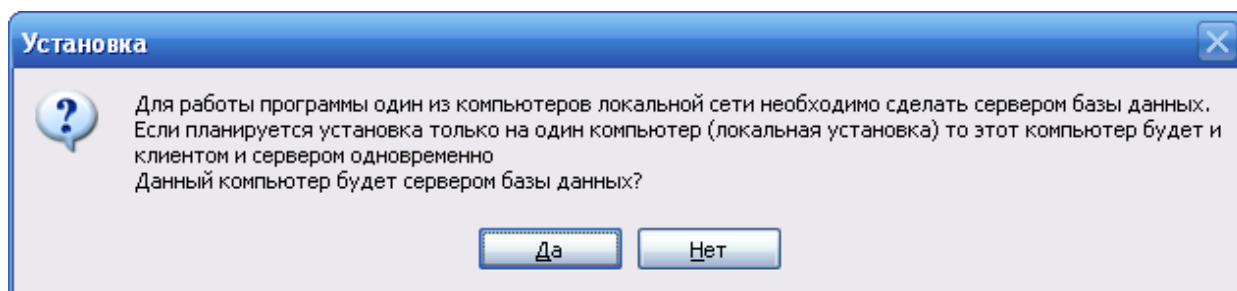 Установка
Для работы программы один из компьютеров локальной сети необходимо сделать сервером базы данных.
Если планируется установка только на один компьютер (локальная установка) то этот компьютер будет и
клиентом и сервером одновременно
Данный компьютер будет сервером базы данных?
Да
Нет